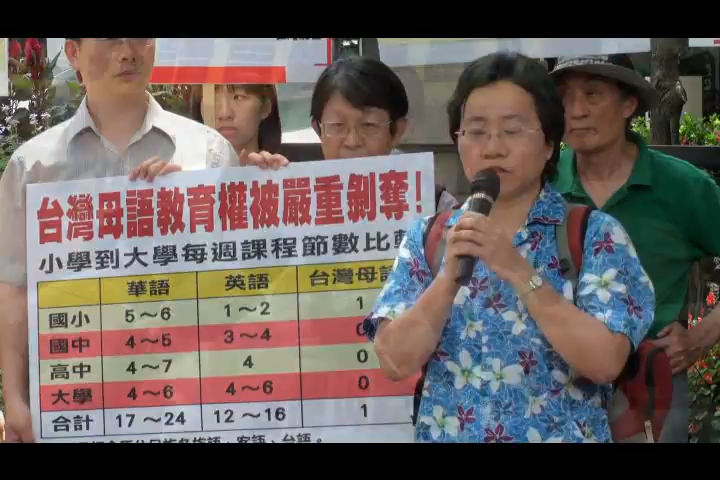 台灣母語教育權被嚴重剝奪！
小學到大學每週課程節數比
華語 英語 台灣母語
國小 5～6 1～2 1
國中 4～5 3～4 0
高中 4～7 4 0
大學 4～6 4～6 0
合計 17～24 12～16 1